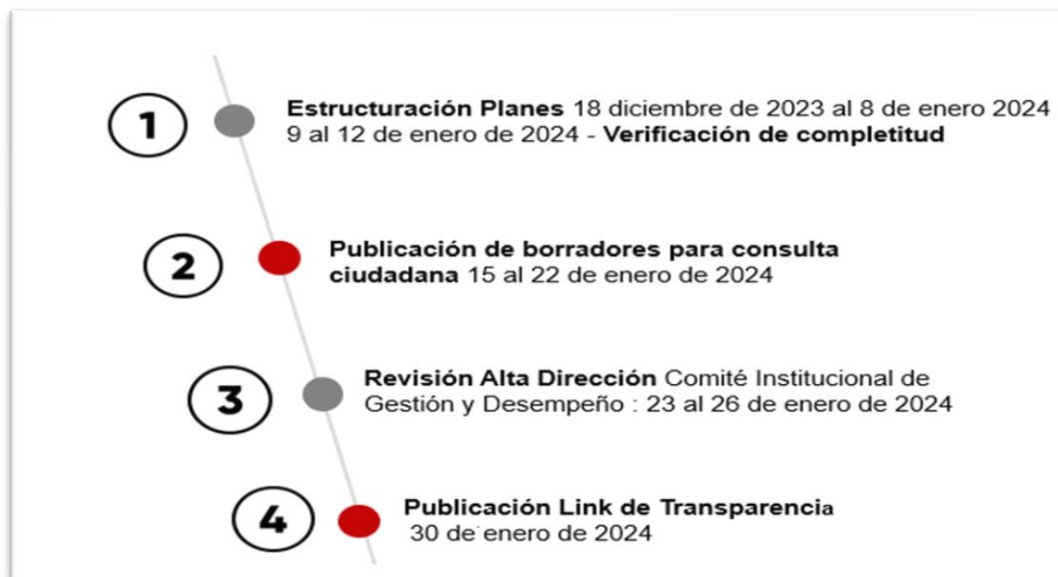 1
Estructuración Planes 18 diciembre de 2023 al 8 de enero 2024
9 al 12 de enero de 2024 - Verificación de completitud
2
Publicación de borradores para consulta
ciudadana 15 al 22 de enero de 2024
3
Revisión Alta Dirección Comité Institucional de
Gestión y Desempeño : 23 al 26 de enero de 2024
4
Publicación Link de Transparencia
30 de enero de 2024